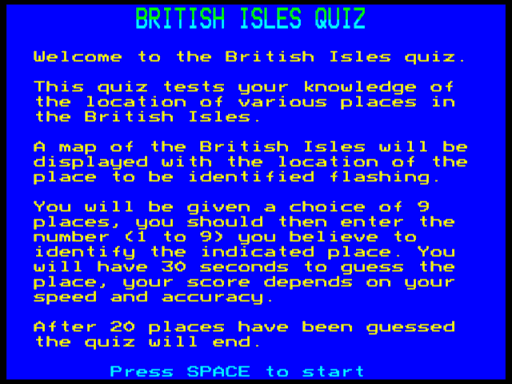 BRITISH ISLES QUIZ
Welcome to the British Isles quiz.
This quiz tests your knowledge of
the location of various places in
the British Isles.
A map of the British Isles will be
displayed with the location of the
place to be identified flashing.
You will be given a choice of 9
places, you should then enter the
number (1 to 9) you believe to
identify the indicated place. You
will have 30 seconds to guess the
place, your score depends on your
speed and accuracy.
After 20 places have been guessed
the quiz will end.
Press SPACE to start